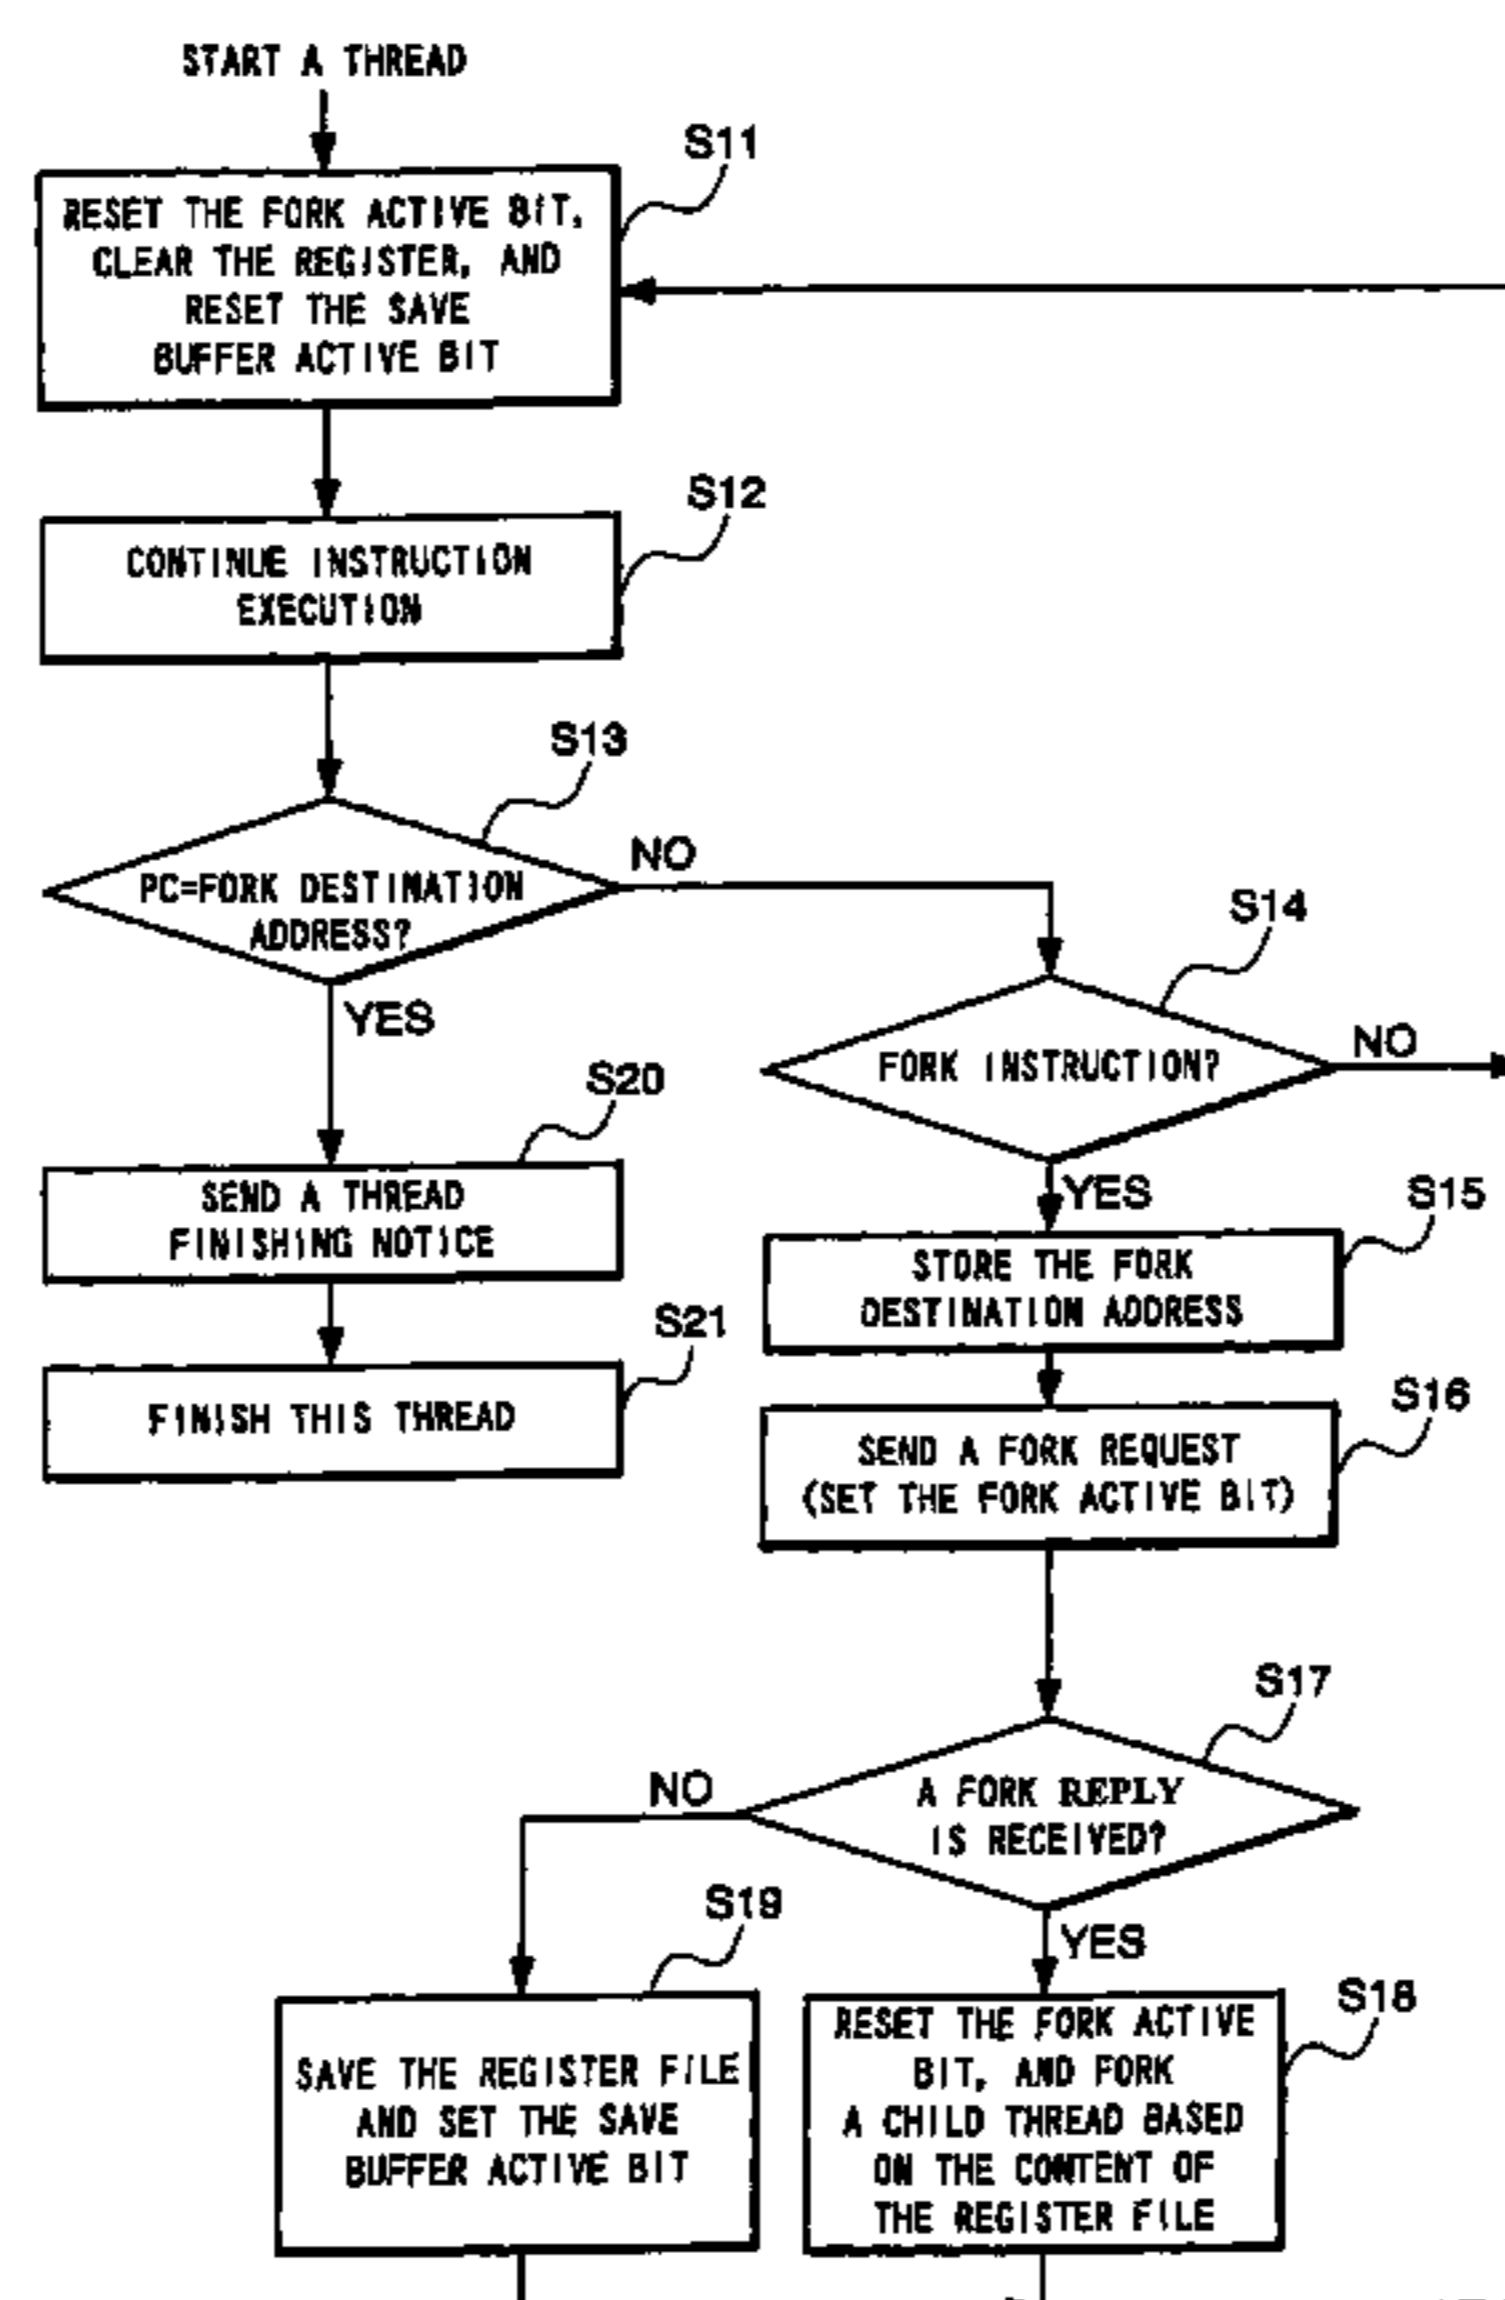 START A THREAD
S11
RESET THE FORK ACTIVE BIT,
CLEAR THE REGISTER, AND
RESET THE SAVE
BUFFER ACTIVE BIT
S12
CONTINUE INSTRUCTION
EXECUTION
S13
PC=FORK DESTINATION
ADDRESS?
NO
YES
S14
FORK INSTRUCTION?
NO
YES
S20
SEND A THREAD
FINISHING NOTICE
S15
STORE THE FORK
DESTINATION ADDRESS
S21
FINISH THIS THREAD
S16
SEND A FORK REQUEST
(SET THE FORK ACTIVE BIT)
S17
A FORK REPLY
IS RECEIVED?
NO
YES
S19
SAVE THE REGISTER FILE
AND SET THE SAVE
BUFFER ACTIVE BIT
S18
RESET THE FORK ACTIVE
BIT, AND FORK
A CHILD THREAD BASED
ON THE CONTENT OF
THE REGISTER FILE